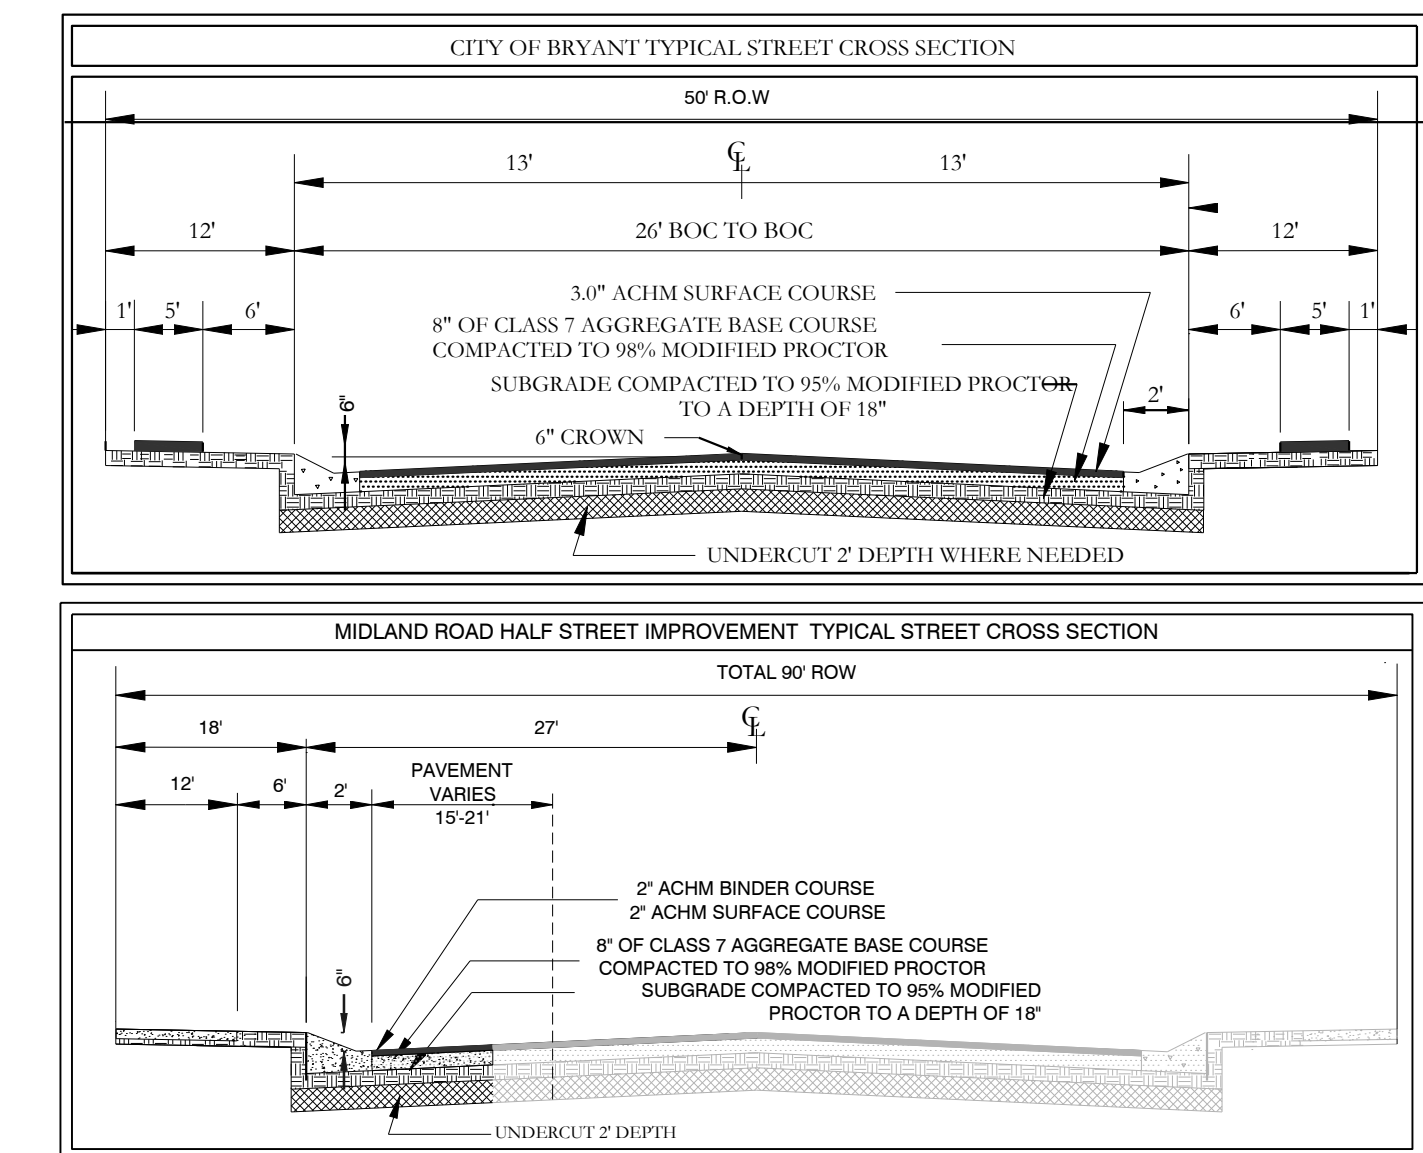 CITY OF BRYANT TYPICAL STREET CROSS SECTION
50' R.O.W
13' ℄ 13'
12' 26' BOC TO BOC 12'
3.0" ACHM SURFACE COURSE
1' 5' 6' 6' 5' 1'
8" OF CLASS 7 AGGREGATE BASE COURSE
COMPACTED TO 98% MODIFIED PROCTOR
SUBGRADE COMPACTED TO 95% MODIFIED PROCTOR
2'
TO A DEPTH OF 18"
6"
6" CROWN
UNDERCUT 2' DEPTH WHERE NEEDED
MIDLAND ROAD HALF STREET IMPROVEMENT TYPICAL STREET CROSS SECTION
TOTAL 90' ROW
18' 27' ℄
12' 6' 2' PAVEMENT
VARIES
15'-21'
2" ACHM BINDER COURSE
2" ACHM SURFACE COURSE
8" OF CLASS 7 AGGREGATE BASE COURSE
COMPACTED TO 98% MODIFIED PROCTOR
6"
SUBGRADE COMPACTED TO 95% MODIFIED
PROCTOR TO A DEPTH OF 18"
UNDERCUT 2' DEPTH